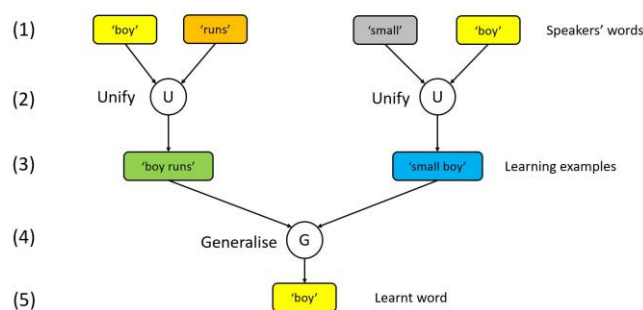 (1) 'boy' 'runs' 'small' 'boy' Speakers' words
(2) Unify U Unify U
(3) 'boy runs' 'small boy' Learning examples
(4) Generalise G
(5) 'boy' Learnt word